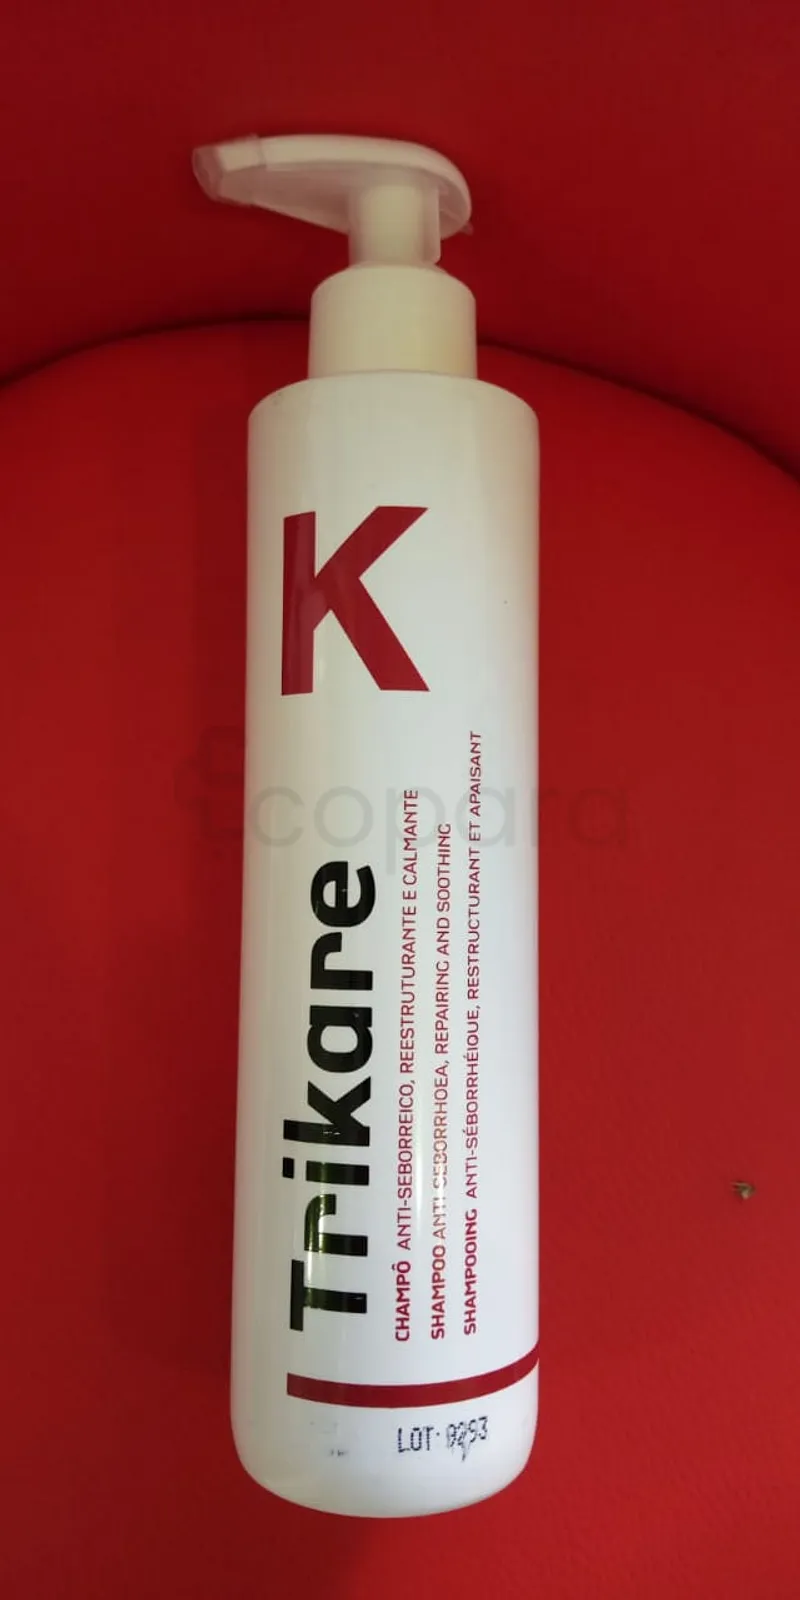 K
Trikare
CHAMPÔ ANTI-SEBORREICO, REESTRUTURANTE E CALMANTE
SHAMPOO ANTI-SEBORRHOEA, REPAIRING AND SOOTHING
SHAMPOOING ANTI-SÉBORRHÉIQUE, RESTRUCTURANT ET APAISANT
LOT:
Ecopara